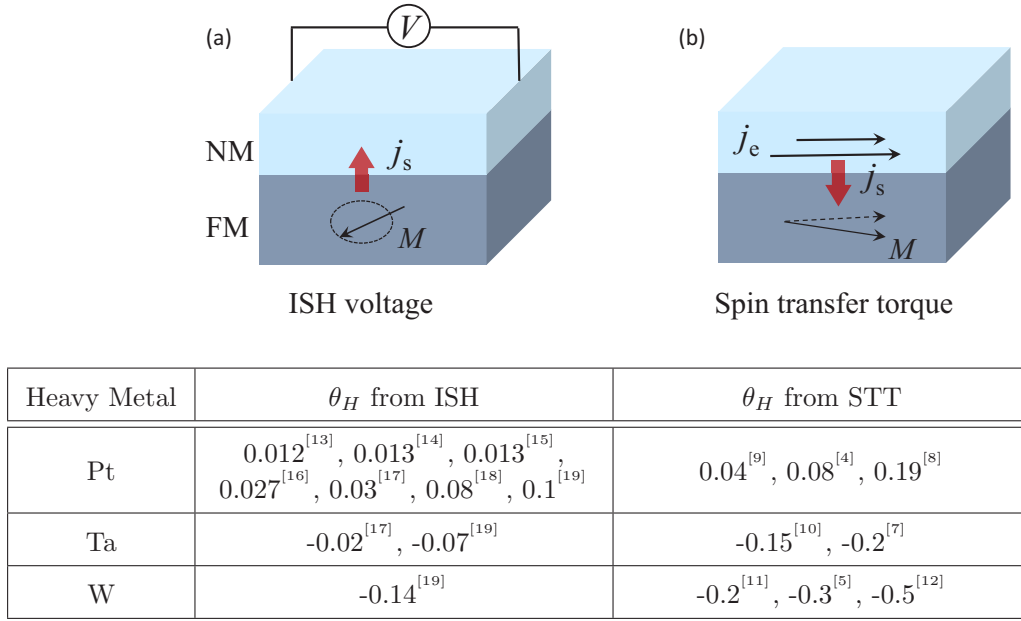 (a)
V
(b)
NM
j_s
FM
M
ISH voltage
j_e
j_s
M
Spin transfer torque
Heavy Metal
θ_H from ISH
θ_H from STT
Pt
0.012^[13], 0.013^[14], 0.013^[15],
0.027^[16], 0.03^[17], 0.08^[18], 0.1^[19]
0.04^[9], 0.08^[4], 0.19^[8]
Ta
-0.02^[17], -0.07^[19]
-0.15^[10], -0.2^[7]
W
-0.14^[19]
-0.2^[11], -0.3^[5], -0.5^[12]